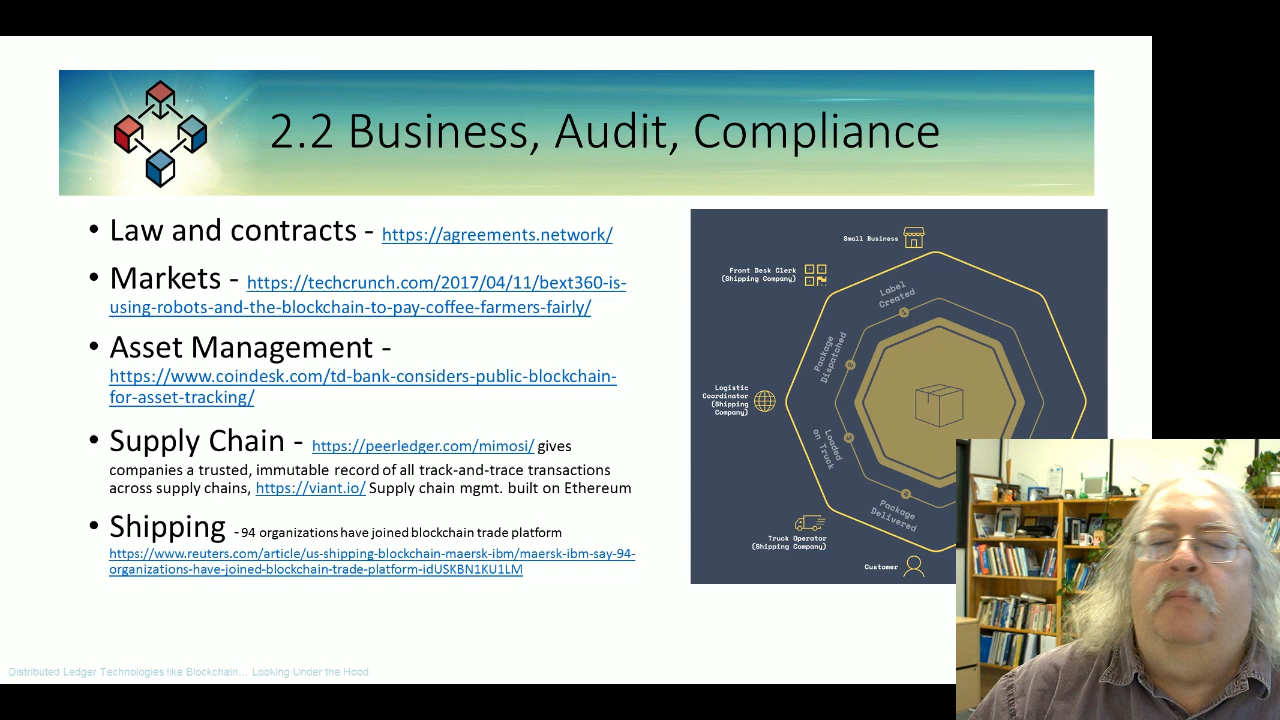 2.2 Business, Audit, Compliance
• Law and contracts - https://agreements.network/
• Markets - https://techcrunch.com/2017/04/11/bext360-is-
using-robots-and-the-blockchain-to-pay-coffee-farmers-fairly/
• Asset Management -
https://www.coindesk.com/td-bank-considers-public-blockchain-
for-asset-tracking/
• Supply Chain - https://peerledger.com/mimosi/ gives
companies a trusted, immutable record of all track-and-trace transactions
across supply chains, https://viant.io/ Supply chain mgmt. built on Ethereum
• Shipping - 94 organizations have joined blockchain trade platform
https://www.reuters.com/article/us-shipping-blockchain-maersk-ibm/maersk-ibm-say-94-
organizations-have-joined-blockchain-trade-platform-idUSKBN1KU1LM
Small Business
Front Desk Clerk
(Shipping Company)
Label
Created
1
Package
Dispatched
2
Logistic
Coordinator
(Shipping
Company)
Loaded
on Truck
3
Package
Delivered
4
Truck Operator
(Shipping Company)
Customer
Distributed Ledger Technologies like Blockchain... Looking Under the Hood